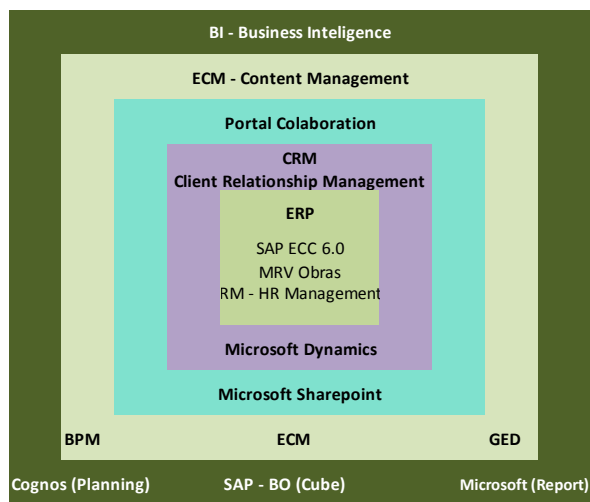 BI - Business Inteligence
ECM - Content Management
Portal Colaboration
CRM
Client Relationship Management
ERP
SAP ECC 6.0
MRV Obras
RM - HR Management
Microsoft Dynamics
Microsoft Sharepoint
BPM ECM GED
Cognos (Planning) SAP - BO (Cube) Microsoft (Report)